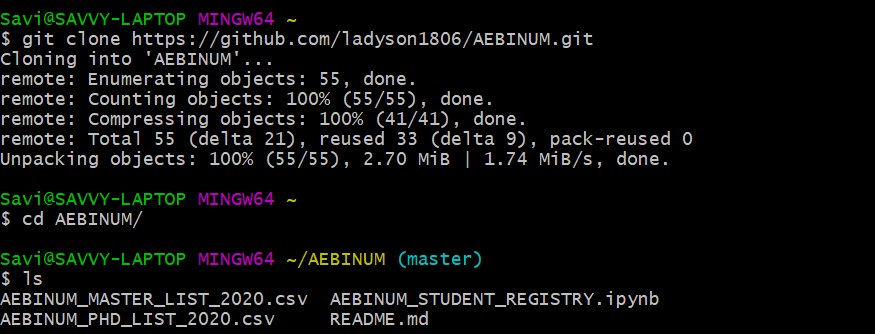 Savi@SAVVY-LAPTOP MINGW64 ~
$ git clone https://github.com/ladyson1806/AEBINUM.git
Cloning into 'AEBINUM'...
remote: Enumerating objects: 55, done.
remote: Counting objects: 100% (55/55), done.
remote: Compressing objects: 100% (41/41), done.
remote: Total 55 (delta 21), reused 33 (delta 9), pack-reused 0
Unpacking objects: 100% (55/55), 2.70 MiB | 1.74 MiB/s, done.
Savi@SAVVY-LAPTOP MINGW64 ~
$ cd AEBINUM/
Savi@SAVVY-LAPTOP MINGW64 ~/AEBINUM (master)
$ ls
AEBINUM_MASTER_LIST_2020.csv  AEBINUM_STUDENT_REGISTRY.ipynb
AEBINUM_PHD_LIST_2020.csv     README.md